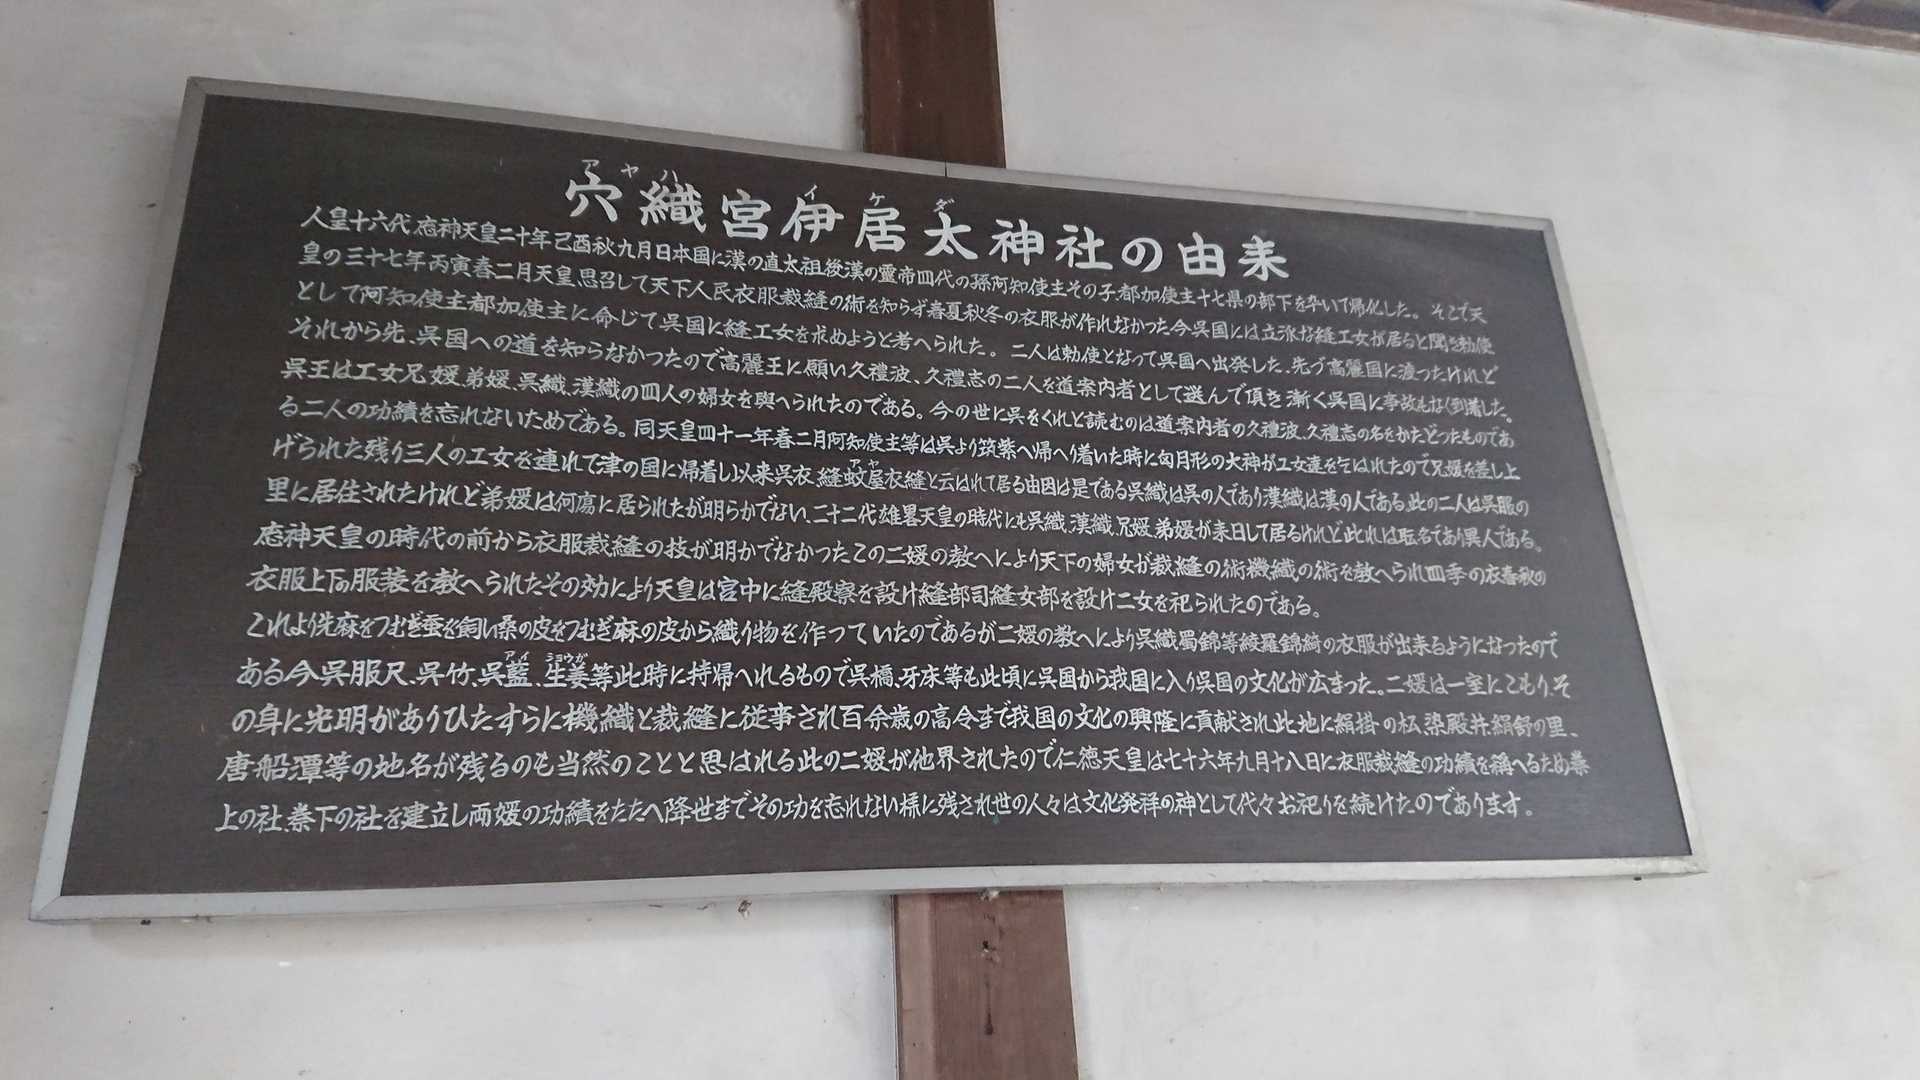 穴織宮伊居太神社の由来
アヤハ イケダ
人皇十六代応神天皇二十年己酉秋九月日本国に漢の直太祖後漢の靈帝四代の孫阿知使主その子都加使主十七県の部下を率いて帰化した。そこで天
皇の三十七年丙寅春二月天皇思召して天下人民衣服裁縫の術を知らず春夏秋冬の衣服が作れなかった今呉国には立派な縫工女が居ると聞き勅使
として阿知使主都加使主に命じて呉国に縫工女を求めようと考へられた。二人は勅使となって呉国へ出発した、先づ高麗国に渡つたけれど
それから先、呉国への道を知らなかつたので高麗王に願い久禮波、久禮志の二人を道案内者として選んで頂き漸く呉国に事故もなく到着した。
呉王は工女兄媛、弟媛、呉織、漢織の四人の婦女を與へられたのである。今の世に呉をくれと読むのは道案内者の久禮波、久禮志の名をかたどつたものであ
る二人の功績を忘れないためである。同天皇四十一年春二月阿知使主等は呉より筑紫へ帰へり着いた時に匈月形の大神が工女達を乞はれたので兄媛を差し上
げられた残り三人の工女を連れて津の国に帰着し以来呉衣、縫蚊屋衣縫と云はれて居る由因は是である呉織は呉の人であり漢織は漢の人である、此の二人は呉服の
アヤ
里に居住されたけれど弟媛は何處に居られたが明らかでない、二十二代雄畧天皇の時代にも呉織、漢織、兄媛、弟媛が来日して居るけれど此れは同名であり異人である。
応神天皇の時代の前から衣服裁縫の技が明かでなかったこの二媛の教へにより天下の婦女が裁縫の術機織の術を教へられ四季の衣春秋の
衣服上下の服装を教へられたその効により天皇は宮中に縫殿寮を設け縫部司縫女部を設け二女を祀られたのである。
これより先麻をつむぎ蚕を飼い桑の皮をつむぎ麻の皮から織り物を作っていたのであるが二媛の教へにより呉織蜀錦等綾羅錦綺の衣服が出来るようになったので
ある今呉服尺、呉竹、呉藍、生姜等此時に持帰へれるもので呉橋、牙床等も此頃に呉国から我国に入り呉国の文化が広まった。二媛は一室にこもり、そ
アイ ショウガ
の身に光明がありひたすらに機織と裁縫に従事され百余歳の高令まで我国の文化の興隆に貢献され此地に絹掛の松、染殿井、絹舒の里、
唐船潭等の地名が残るのも当然のことと思はれる此の二媛が他界されたので仁徳天皇は七十六年九月十八日に衣服裁縫の功績を稱へるため秦
上の社、秦下の社を建立し両媛の功績をたたへ降世までその功を忘れない様に残され世の人々は文化発祥の神として代々お祀りを続けたのであります。